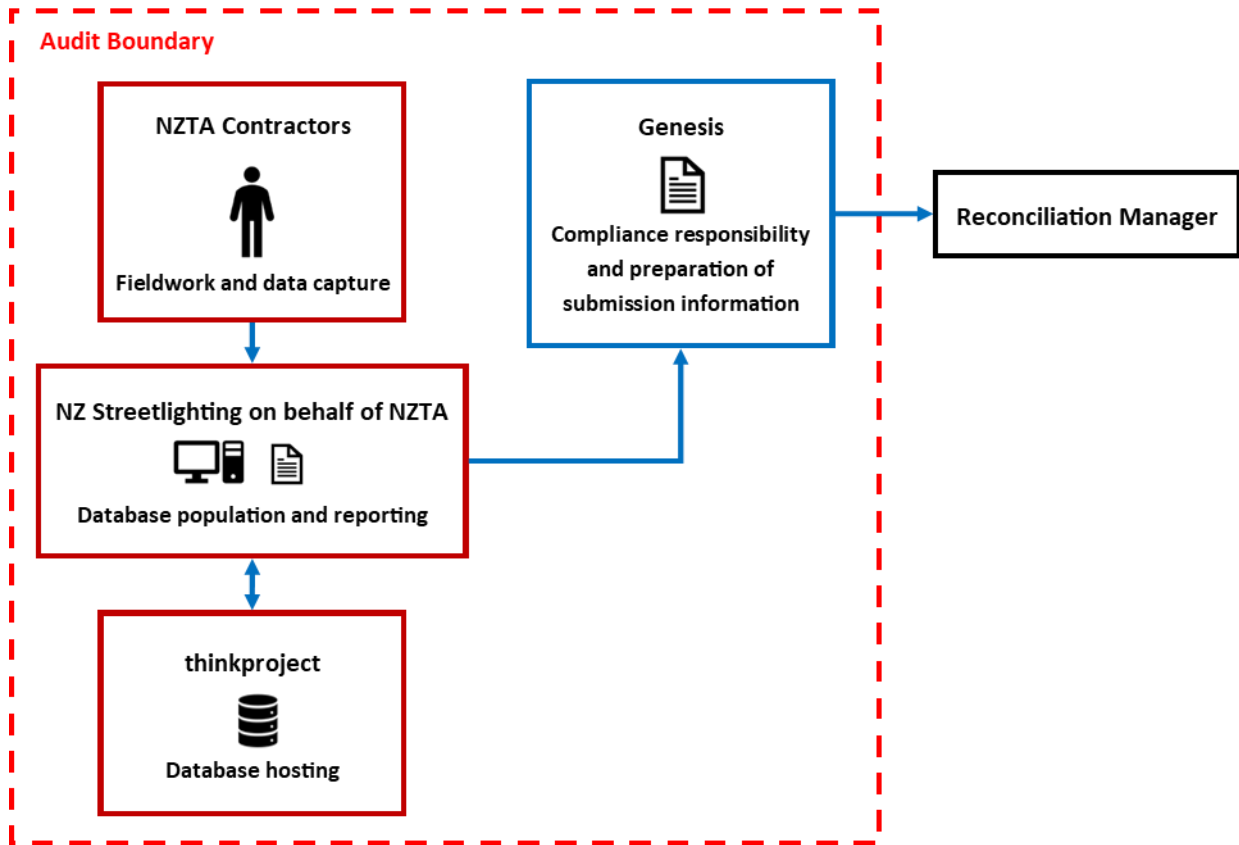 Audit Boundary
NZTA Contractors
Fieldwork and data capture
NZ Streetlighting on behalf of NZTA
Database population and reporting
thinkproject
Database hosting
Genesis
Compliance responsibility
and preparation of
submission information
Reconciliation Manager